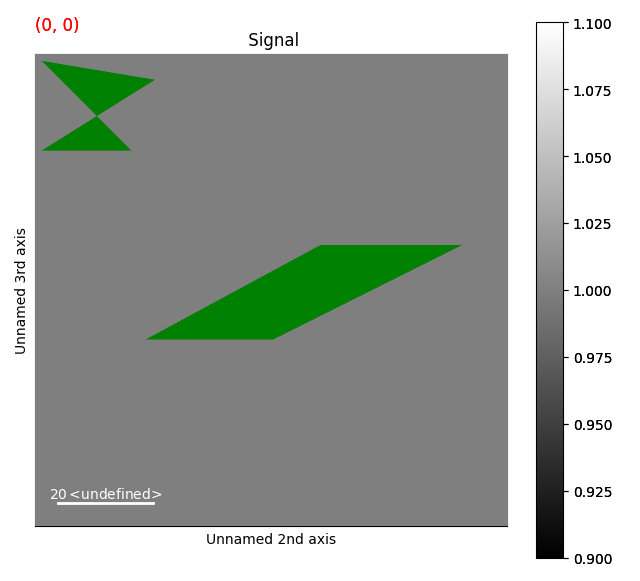 (0, 0)
Signal
1.100
1.075
1.050
1.025
1.000
0.975
0.950
0.925
0.900
Unnamed 3rd axis
20 <undefined>
Unnamed 2nd axis